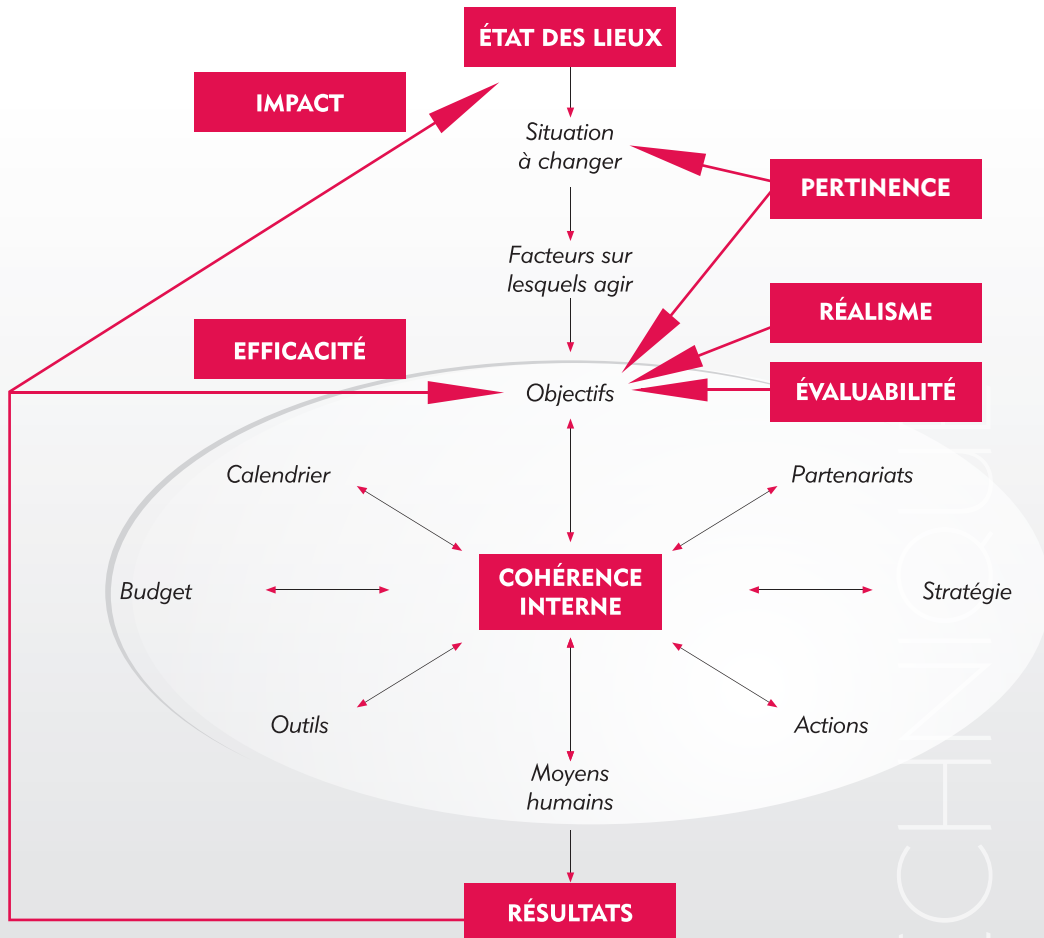 ÉTAT DES LIEUX
IMPACT
Situation
à changer
PERTINENCE
Facteurs sur
lesquels agir
RÉALISME
EFFICACITÉ
ÉVALUABILITÉ
Objectifs
Calendrier
Partenariats
Budget
COHÉRENCE
INTERNE
Stratégie
Outils
Actions
Moyens
humains
RÉSULTATS